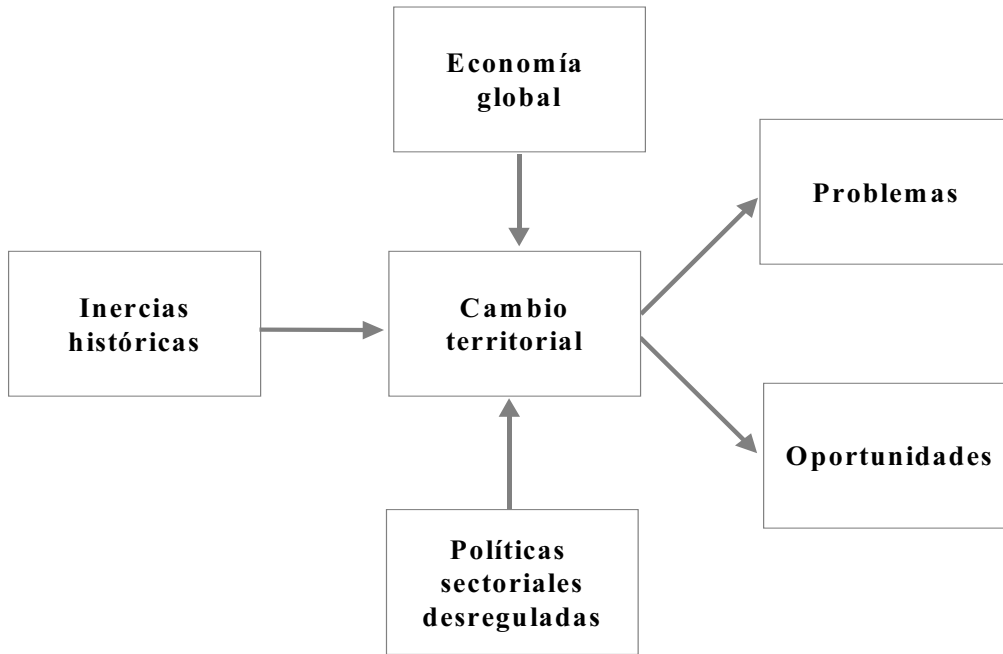 Economía
global
Problemas
Inercias
históricas
Cambio
territorial
Oportunidades
Políticas
sectoriales
desreguladas